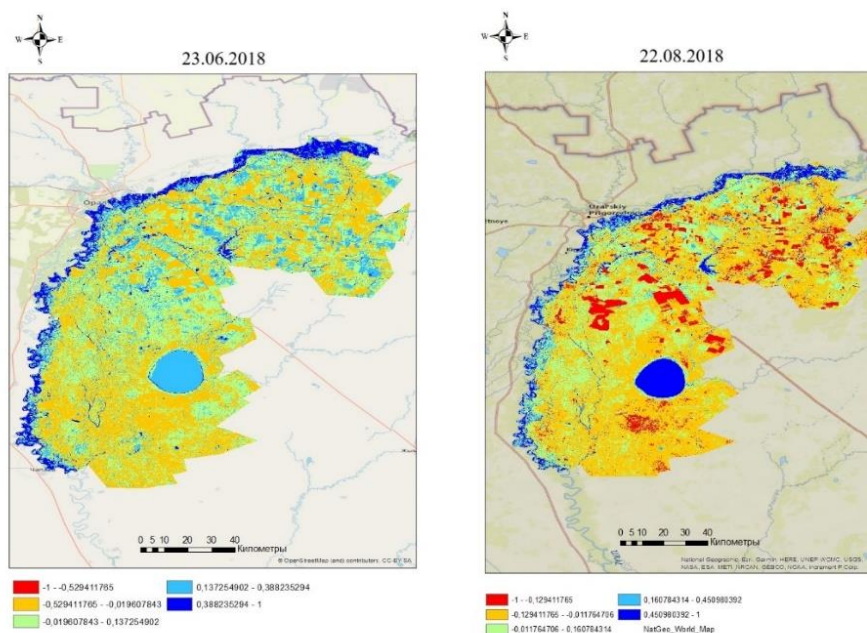 N
W E
S
23.06.2018
0 5 10 20 30 40
Километры
© OpenStreetMap (and) contributors, CC-BY-SA
-1 - -0,529411765
-0,529411765 - -0,019607843
-0,019607843 - 0,137254902
0,137254902 - 0,388235294
0,388235294 - 1
N
W E
S
22.08.2018
Uralskiy
0 5 10 20 30 40
Километры
National Geographic, Esri, Garmin, HERE, UNEP-WCMC, USGS,
NASA, ESA, METI, NRCAN, GEBCO, NOAA, increment P Corp.
-1 - -0,129411765
-0,129411765 - -0,011764706
-0,011764706 - 0,160784314
0,160784314 - 0,450980392
0,450980392 - 1
NatGeo_World_Map